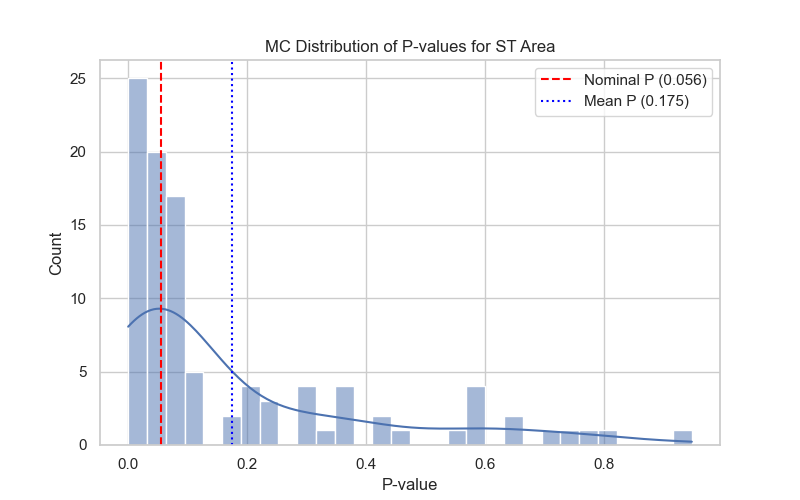 MC Distribution of P-values for ST Area
Nominal P (0.056)
Mean P (0.175)
25
20
15
10
5
0
Count
0.0 0.2 0.4 0.6 0.8
P-value